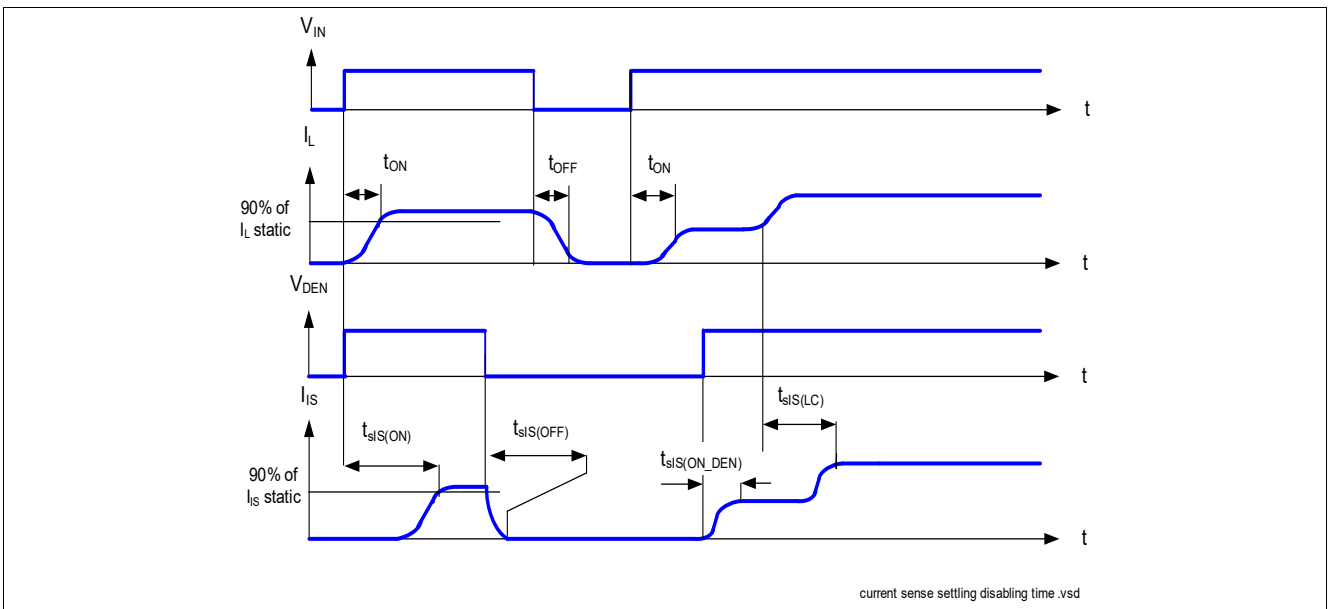 VIN
t
IL
tON
tOFF
tON
90% of
IL static
t
VDEN
t
IIS
tsIS(ON)
tsIS(OFF)
tsIS(LC)
tsIS(ON_DEN)
90% of
IIS static
t
current sense settling disabling time .vsd